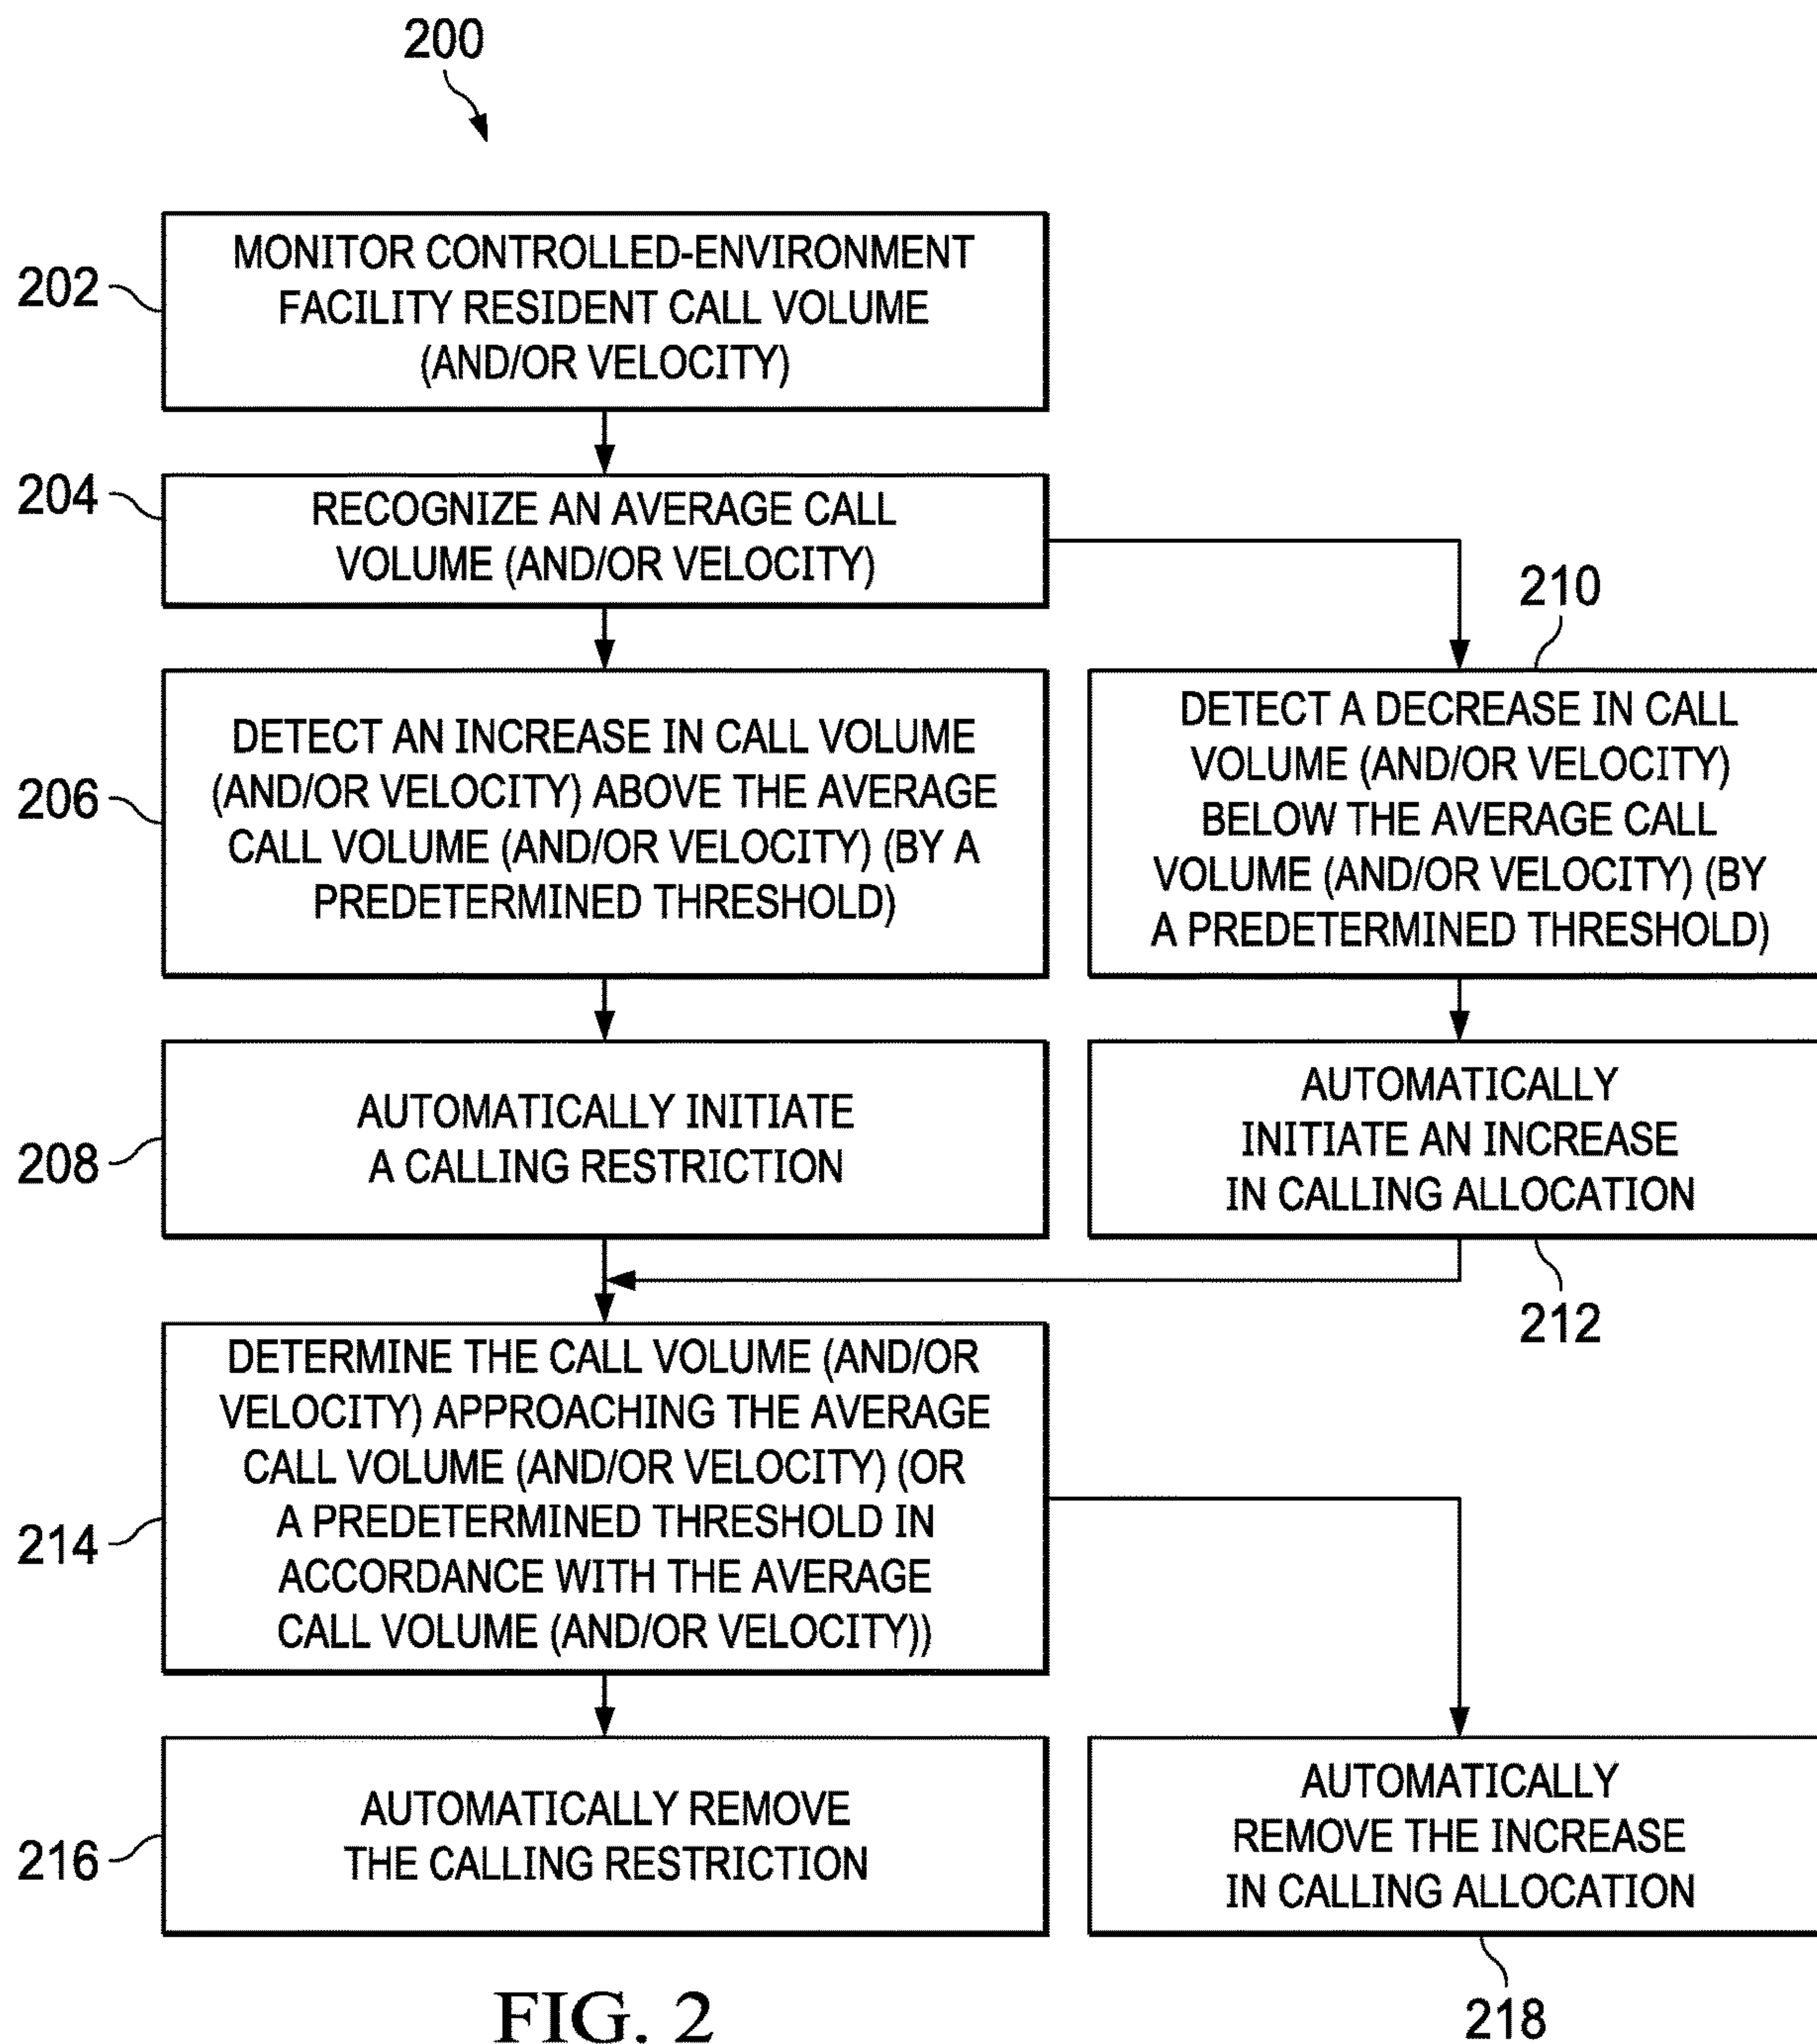 200
202
MONITOR CONTROLLED-ENVIRONMENT
FACILITY RESIDENT CALL VOLUME
(AND/OR VELOCITY)
204
RECOGNIZE AN AVERAGE CALL
VOLUME (AND/OR VELOCITY)
206
DETECT AN INCREASE IN CALL VOLUME
(AND/OR VELOCITY) ABOVE THE AVERAGE
CALL VOLUME (AND/OR VELOCITY) (BY A
PREDETERMINED THRESHOLD)
210
DETECT A DECREASE IN CALL
VOLUME (AND/OR VELOCITY)
BELOW THE AVERAGE CALL
VOLUME (AND/OR VELOCITY) (BY
A PREDETERMINED THRESHOLD)
208
AUTOMATICALLY INITIATE
A CALLING RESTRICTION
AUTOMATICALLY
INITIATE AN INCREASE
IN CALLING ALLOCATION
212
214
DETERMINE THE CALL VOLUME (AND/OR
VELOCITY) APPROACHING THE AVERAGE
CALL VOLUME (AND/OR VELOCITY) (OR
A PREDETERMINED THRESHOLD IN
ACCORDANCE WITH THE AVERAGE
CALL VOLUME (AND/OR VELOCITY))
216
AUTOMATICALLY REMOVE
THE CALLING RESTRICTION
AUTOMATICALLY
REMOVE THE INCREASE
IN CALLING ALLOCATION
218
FIG. 2